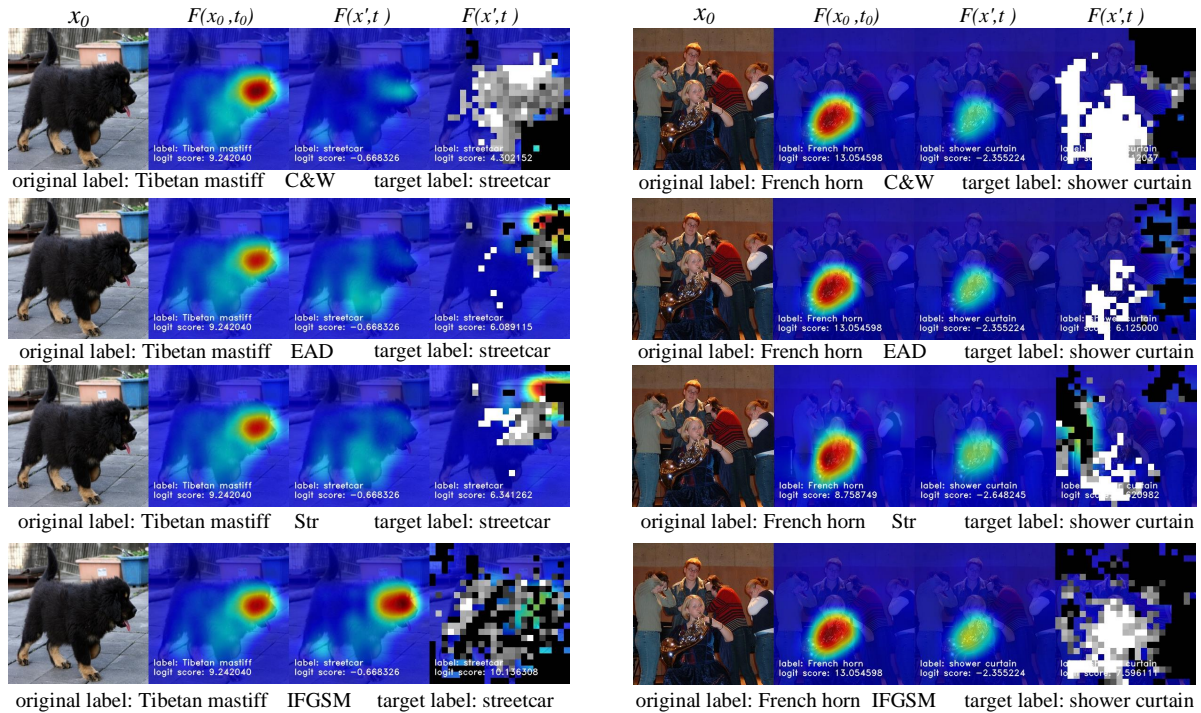 x0 F(x0 ,t0) F(x',t ) F(x',t )
label: Tibetan mastiff label: streetcar label: streetcar
logit score: 9.242040 logit score: -0.668326 logit score: 4.302152
original label: Tibetan mastiff C&W target label: streetcar
label: Tibetan mastiff label: streetcar label: streetcar
logit score: 9.242040 logit score: -0.668326 logit score: 6.089115
original label: Tibetan mastiff EAD target label: streetcar
label: Tibetan mastiff label: streetcar label: streetcar
logit score: 9.242040 logit score: -0.668326 logit score: 6.341262
original label: Tibetan mastiff Str target label: streetcar
label: Tibetan mastiff label: streetcar label: streetcar
logit score: 9.242040 logit score: -0.668326 logit score: 10.136308
original label: Tibetan mastiff IFGSM target label: streetcar
x0 F(x0 ,t0) F(x',t ) F(x',t )
label: French horn label: shower curtain curtain
logit score: 13.054598 logit score: -2.355224 logit
original label: French horn C&W target label: shower curtain
label: French horn label: shower curtain curtain
logit score: 13.054598 logit score: -2.355224 logit 6.125000
original label: French horn EAD target label: shower curtain
label: French horn label: shower curtain label: curtain
logit score: 8.758749 logit score: -2.648245 logit
original label: French horn Str target label: shower curtain
label: French horn label: shower curtain curtain
logit score: 13.054598 logit score: -2.355224
original label: French horn IFGSM target label: shower curtain